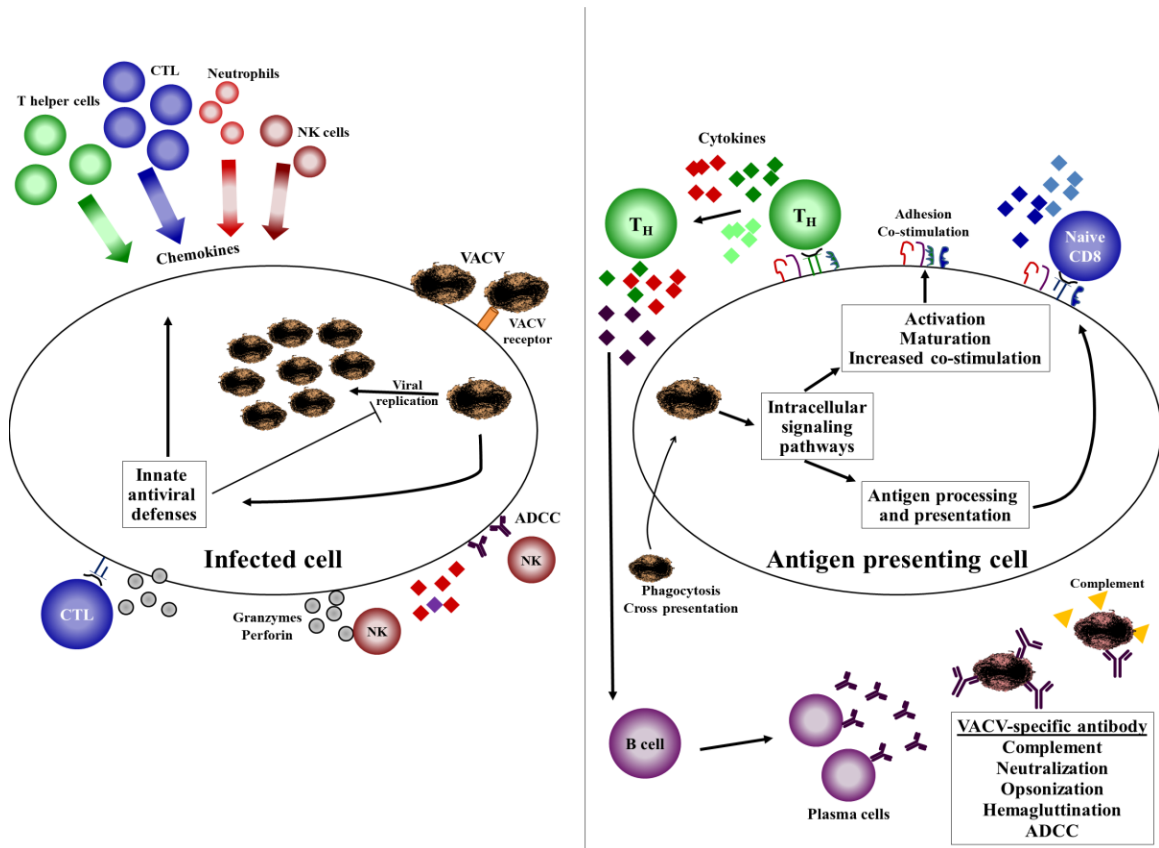 CTL
Neutrophils
T helper cells
NK cells
Chemokines
VACV
VACV
receptor
Viral
replication
Innate
antiviral
defenses
Infected cell
ADCC
NK
CTL
Granzymes
Perforin
NK
Cytokines
TH
TH
Adhesion
Co-stimulation
Naive
CD8
Activation
Maturation
Increased co-stimulation
Intracellular
signaling
pathways
Antigen processing
and presentation
Antigen presenting cell
Phagocytosis
Cross presentation
Complement
B cell
Plasma cells
VACV-specific antibody
Complement
Neutralization
Opsonization
Hemagluttination
ADCC